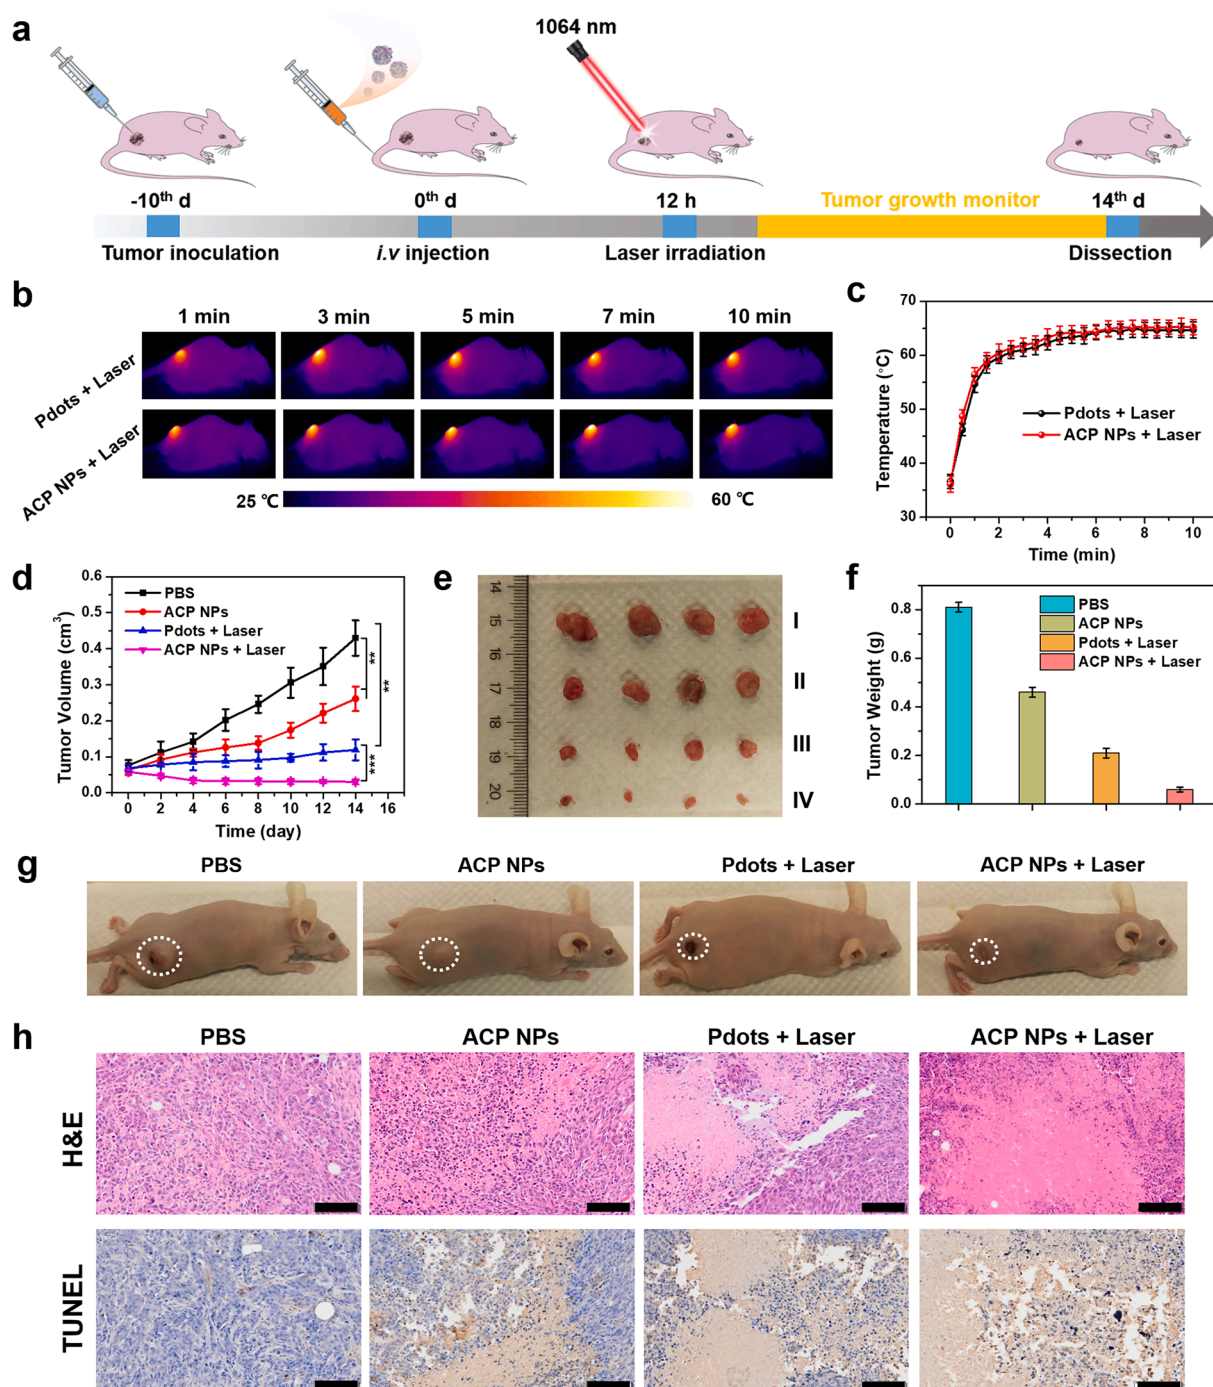 a
1064 nm
-10th d
0th d
12 h
Tumor growth monitor
14th d
Tumor inoculation
i.v injection
Laser irradiation
Dissection
b
1 min
3 min
5 min
7 min
10 min
Pdots + Laser
ACP NPs + Laser
25 ℃
60 ℃
c
70
60
50
40
30
Temperature (°C)
Pdots + Laser
ACP NPs + Laser
0 2 4 6 8 10
Time (min)
d
0.6
0.5
0.4
0.3
0.2
0.1
0.0
Tumor Volume (cm3)
PBS
ACP NPs
Pdots + Laser
ACP NPs + Laser
**
**
***
0 2 4 6 8 10 12 14 16
Time (day)
e
14
15
16
17
18
19
20
I
II
III
IV
f
0.8
0.6
0.4
0.2
0.0
Tumor Weight (g)
PBS
ACP NPs
Pdots + Laser
ACP NPs + Laser
g
PBS
ACP NPs
Pdots + Laser
ACP NPs + Laser
h
PBS
ACP NPs
Pdots + Laser
ACP NPs + Laser
H&E
TUNEL